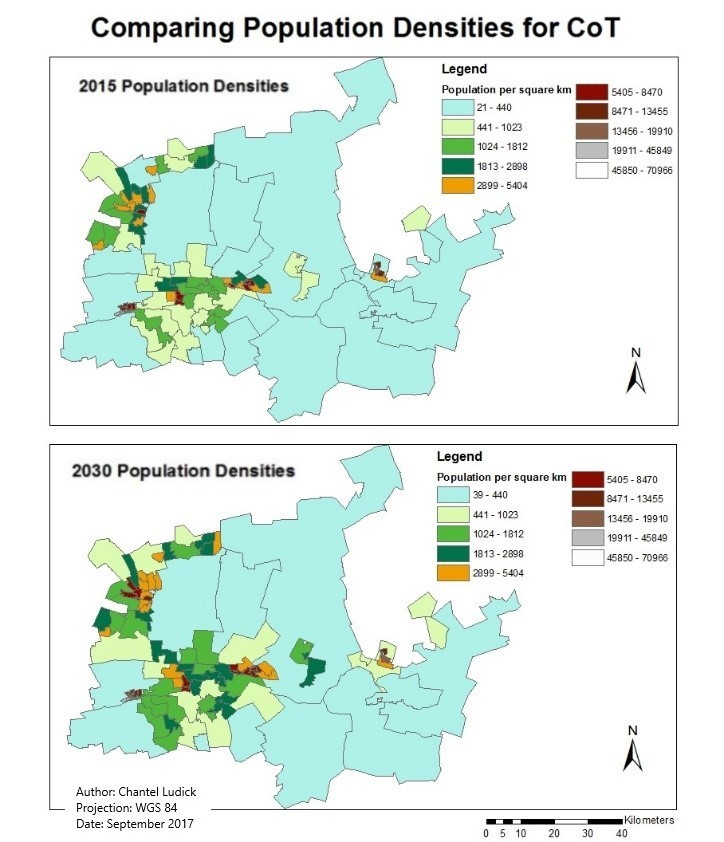 Comparing Population Densities for CoT
2015 Population Densities
Legend
Population per square km
21 - 440
441 - 1023
1024 - 1812
1813 - 2898
2899 - 5404
5405 - 8470
8471 - 13455
13456 - 19910
19911 - 45849
45850 - 70966
N
2030 Population Densities
Legend
Population per square km
39 - 440
441 - 1023
1024 - 1812
1813 - 2898
2899 - 5404
5405 - 8470
8471 - 13455
13456 - 19910
19911 - 45849
45850 - 70966
N
Author: Chantel Ludick
Projection: WGS 84
Date: September 2017
Kilometers
0 5 10 20 30 40